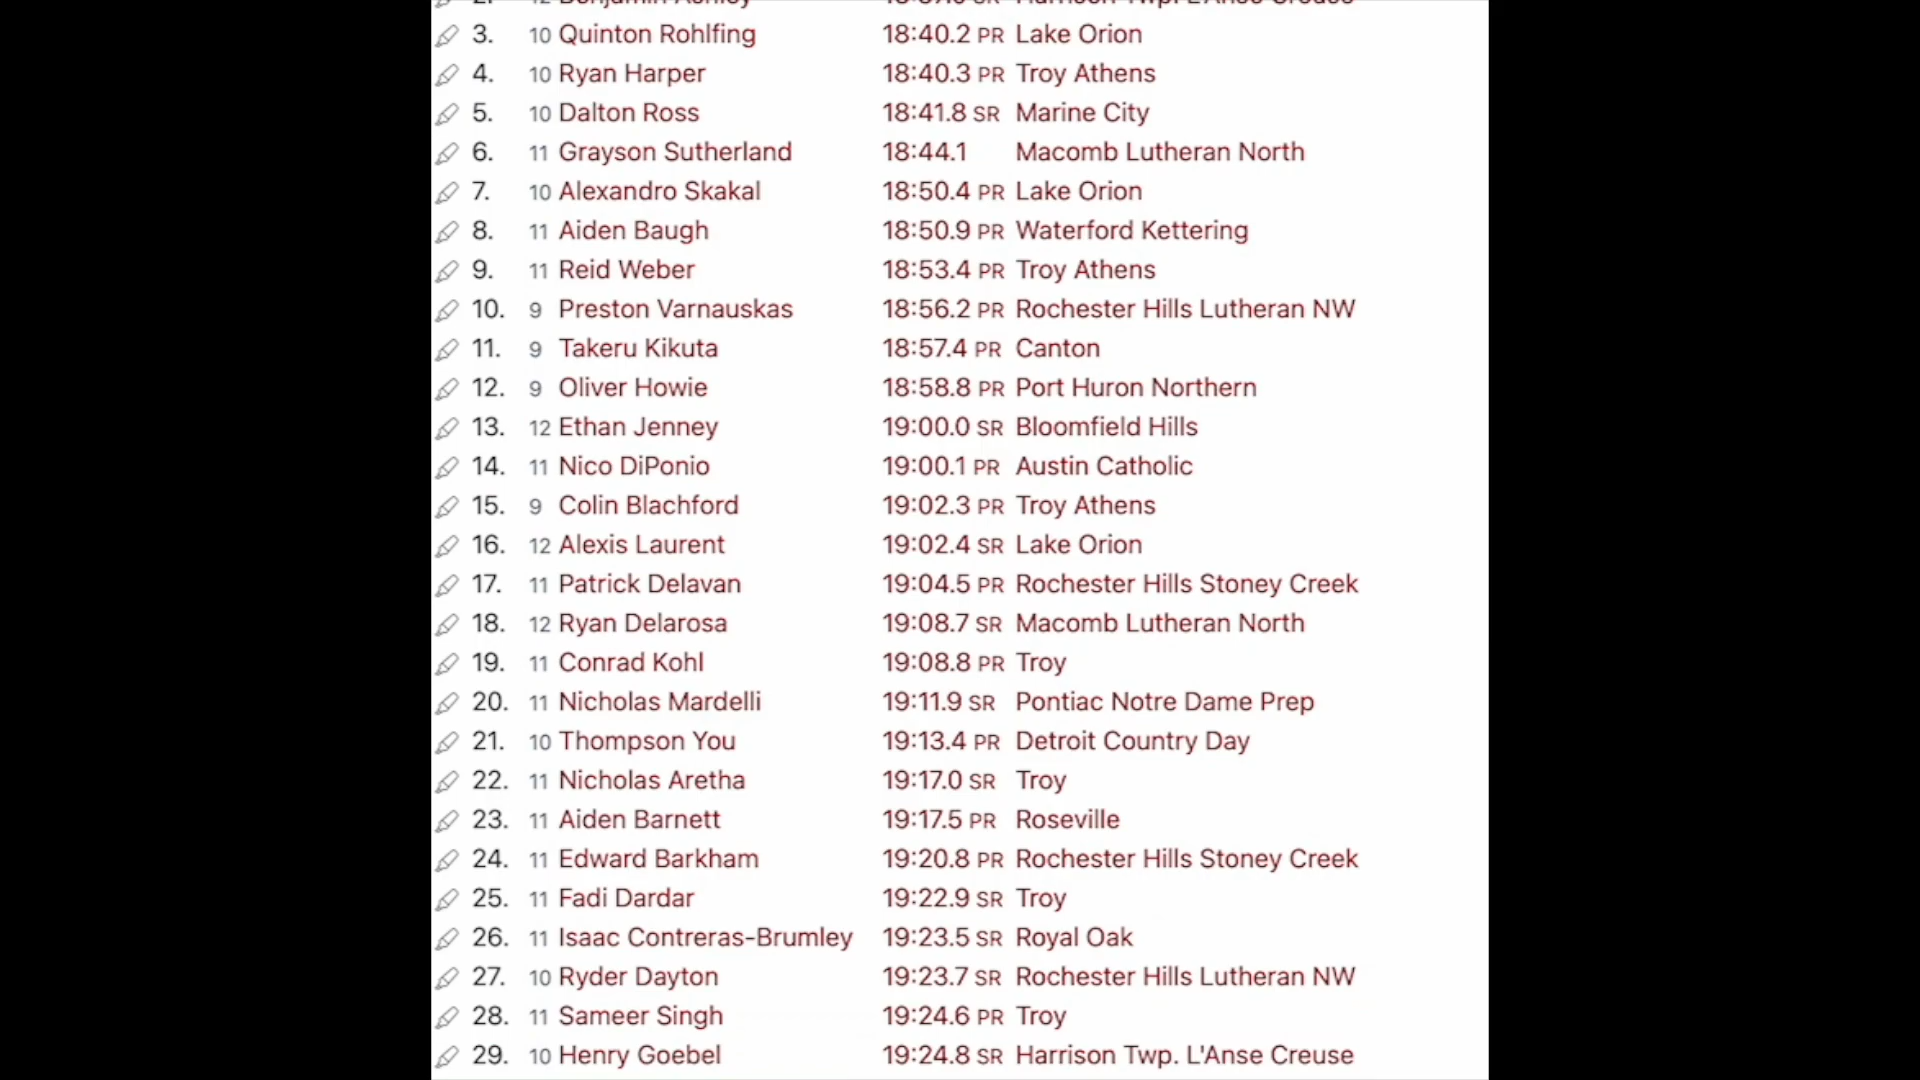 3. 10 Quinton Rohlfing 18:40.2 PR Lake Orion
4. 10 Ryan Harper 18:40.3 PR Troy Athens
5. 10 Dalton Ross 18:41.8 SR Marine City
6. 11 Grayson Sutherland 18:44.1 Macomb Lutheran North
7. 10 Alexandro Skakal 18:50.4 PR Lake Orion
8. 11 Aiden Baugh 18:50.9 PR Waterford Kettering
9. 11 Reid Weber 18:53.4 PR Troy Athens
10. 9 Preston Varnauskas 18:56.2 PR Rochester Hills Lutheran NW
11. 9 Takeru Kikuta 18:57.4 PR Canton
12. 9 Oliver Howie 18:58.8 PR Port Huron Northern
13. 12 Ethan Jenney 19:00.0 SR Bloomfield Hills
14. 11 Nico DiPonio 19:00.1 PR Austin Catholic
15. 9 Colin Blachford 19:02.3 PR Troy Athens
16. 12 Alexis Laurent 19:02.4 SR Lake Orion
17. 11 Patrick Delavan 19:04.5 PR Rochester Hills Stoney Creek
18. 12 Ryan Delarosa 19:08.7 SR Macomb Lutheran North
19. 11 Conrad Kohl 19:08.8 PR Troy
20. 11 Nicholas Mardelli 19:11.9 SR Pontiac Notre Dame Prep
21. 10 Thompson You 19:13.4 PR Detroit Country Day
22. 11 Nicholas Aretha 19:17.0 SR Troy
23. 11 Aiden Barnett 19:17.5 PR Roseville
24. 11 Edward Barkham 19:20.8 PR Rochester Hills Stoney Creek
25. 11 Fadi Dardar 19:22.9 SR Troy
26. 11 Isaac Contreras-Brumley 19:23.5 SR Royal Oak
27. 10 Ryder Dayton 19:23.7 SR Rochester Hills Lutheran NW
28. 11 Sameer Singh 19:24.6 PR Troy
29. 10 Henry Goebel 19:24.8 SR Harrison Twp. L'Anse Creuse